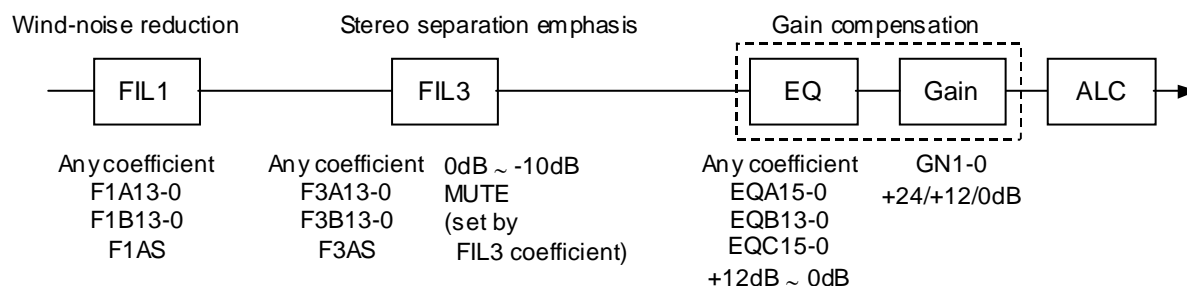 Wind-noise reduction
Stereo separation emphasis
Gain compensation
FIL1
FIL3
EQ
Gain
ALC
Any coefficient
F1A13-0
F1B13-0
F1AS
Any coefficient
F3A13-0
F3B13-0
F3AS
0dB ~ -10dB
MUTE
(set by
FIL3 coefficient)
Any coefficient
EQA15-0
EQB13-0
EQC15-0
+12dB ~ 0dB
GN1-0
+24/+12/0dB